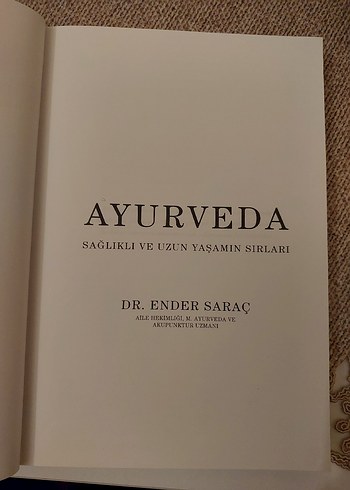 AYURVEDA
SAĞLIKLI VE UZUN YAŞAMIN SIRLARI
DR. ENDER SARAÇ
AİLE HEKİMLİĞİ, M. AYURVEDA VE
AKUPUNKTUR UZMANI